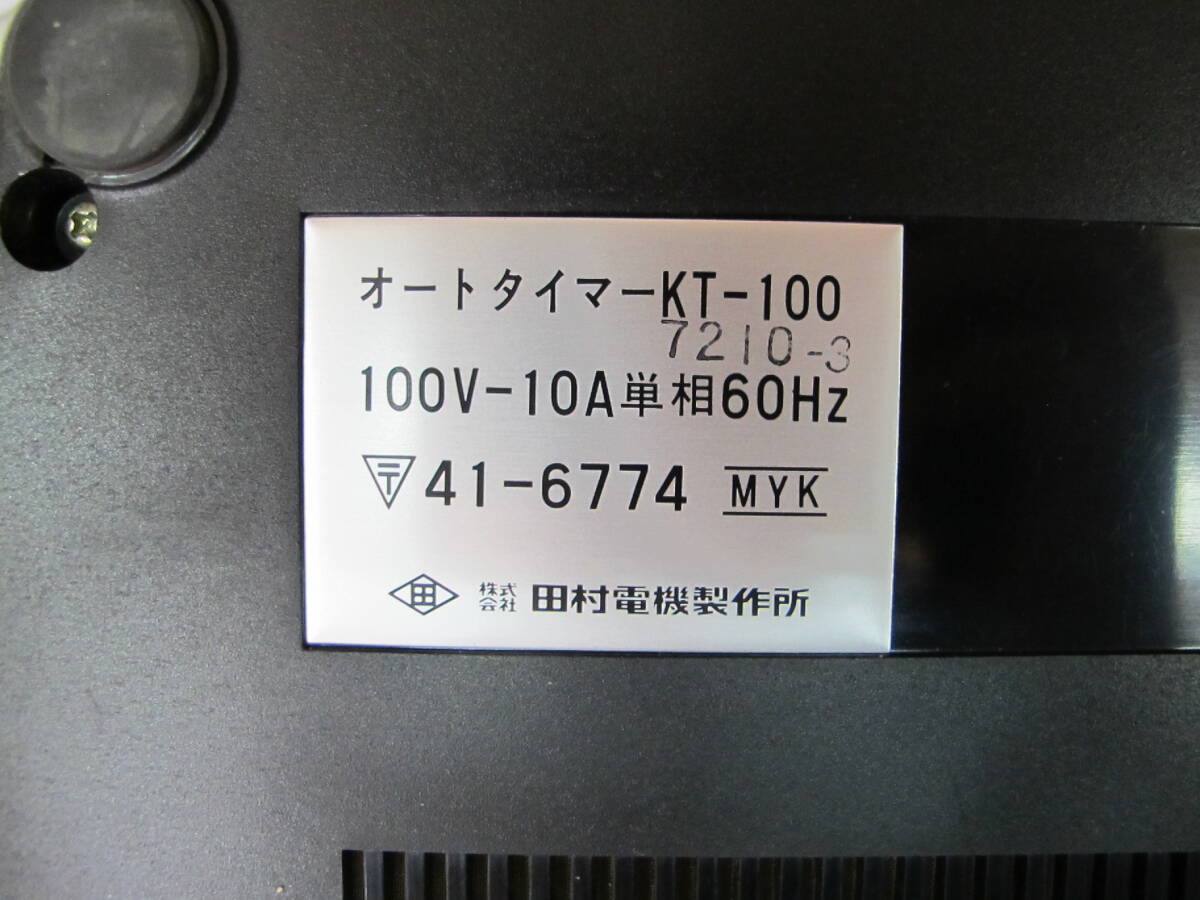 オートタイマーKT-100
7210-3
100V-10A単相60Hz
〒41-6774 MYK
田 株式会社 田村電機製作所